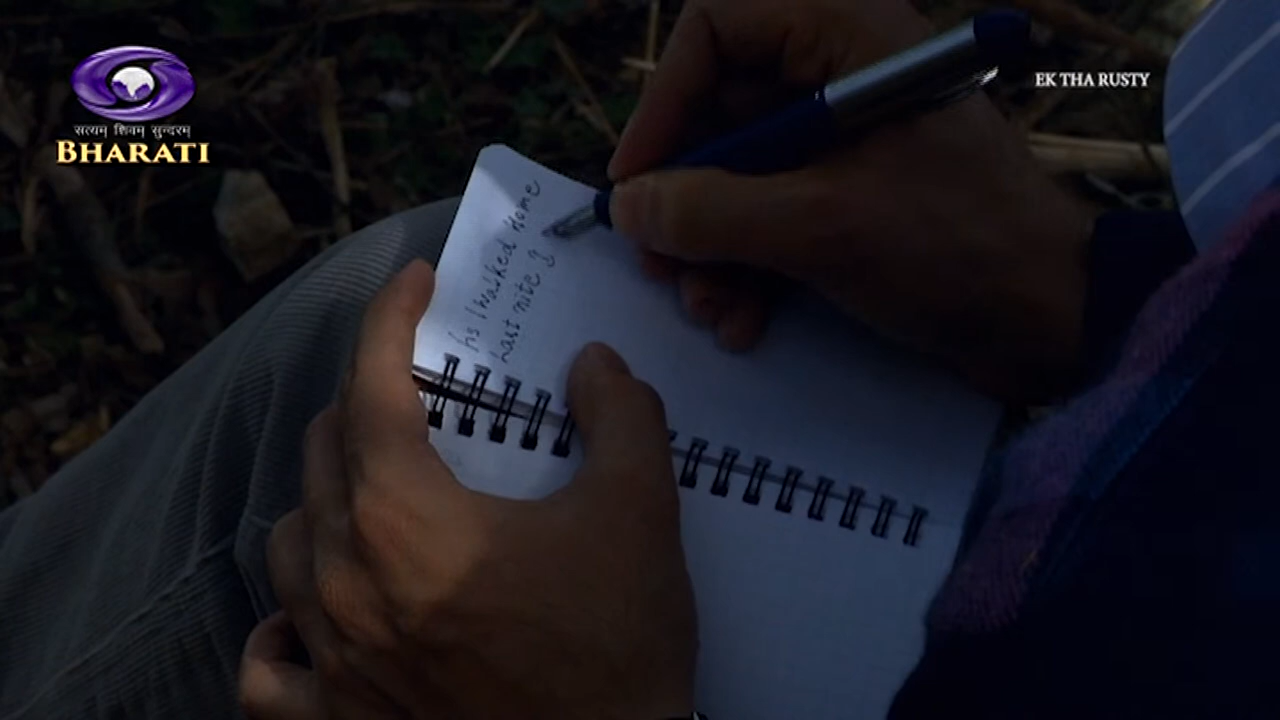 सत्यम् शिवम् सुन्दरम्
BHARATI
EK THA RUSTY
As I walked Home
Last nite I